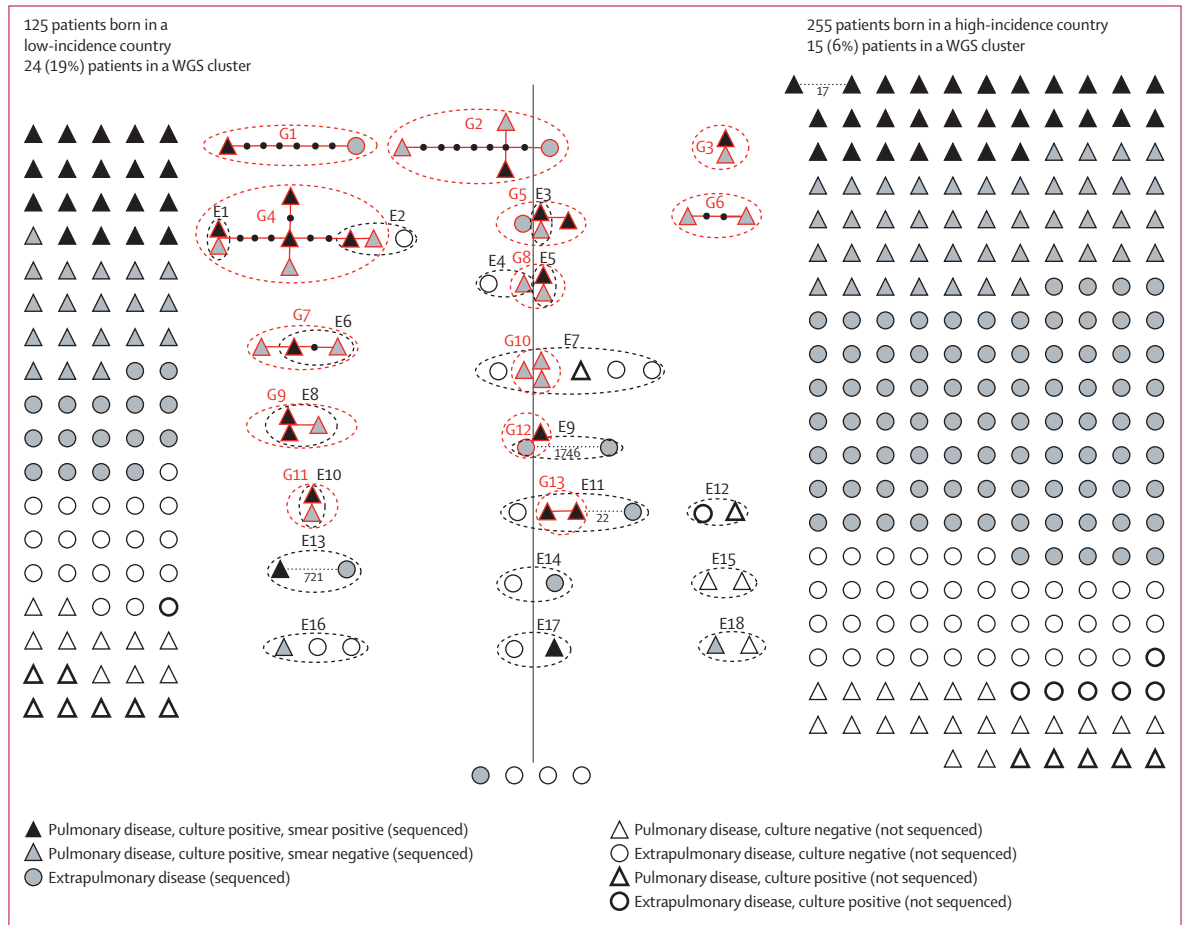 125 patients born in a
low-incidence country
24 (19%) patients in a WGS cluster
255 patients born in a high-incidence country
15 (6%) patients in a WGS cluster
17
G1
G2
G3
G4
E1
E2
G5
E3
G6
E4
G8
E5
G7
E6
G10
E7
G9
E8
G12
E9
1746
G11
E10
G13
E11
22
E12
E13
721
E14
E15
E16
E17
E18
Pulmonary disease, culture positive, smear positive (sequenced)
Pulmonary disease, culture positive, smear negative (sequenced)
Extrapulmonary disease (sequenced)
Pulmonary disease, culture negative (not sequenced)
Extrapulmonary disease, culture negative (not sequenced)
Pulmonary disease, culture positive (not sequenced)
Extrapulmonary disease, culture positive (not sequenced)